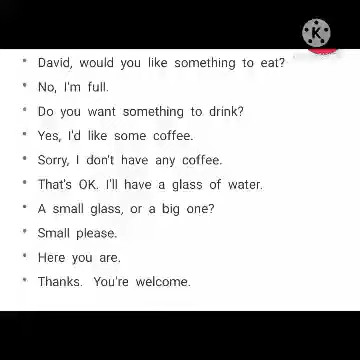 David, would you like something to eat?
No, I'm full.
Do you want something to drink?
Yes, I'd like some coffee.
Sorry, I don't have any coffee.
That's OK. I'll have a glass of water.
A small glass, or a big one?
Small please.
Here you are.
Thanks. You're welcome.
K